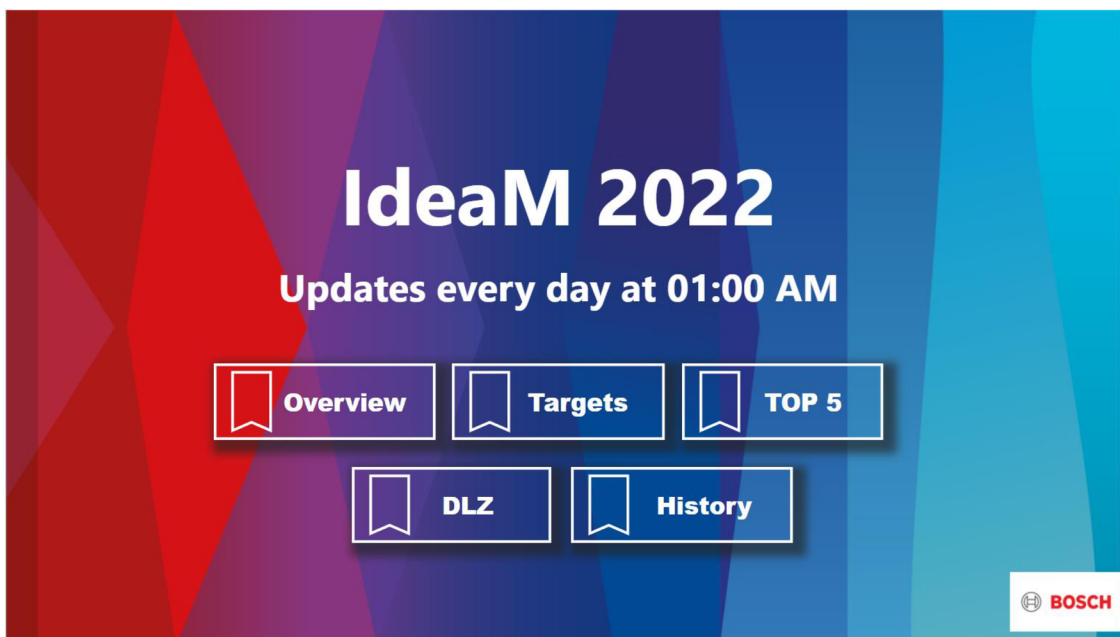 IdeaM 2022
Updates every day at 01:00 AM
Overview
Targets
TOP 5
DLZ
History
BOSCH